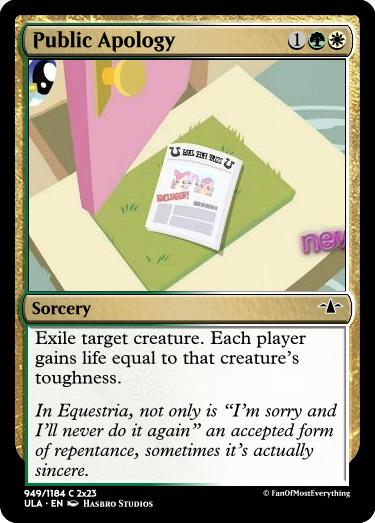 Public Apology 1
new
Sorcery
Exile target creature. Each player
gains life equal to that creature's
toughness.
In Equestria, not only is “I'm sorry and
I'll never do it again” an accepted form
of repentance, sometimes it's actually
sincere.
949/1184 C 2x23
ULA • EN Hasbro Studios
© FanOfMostEverything